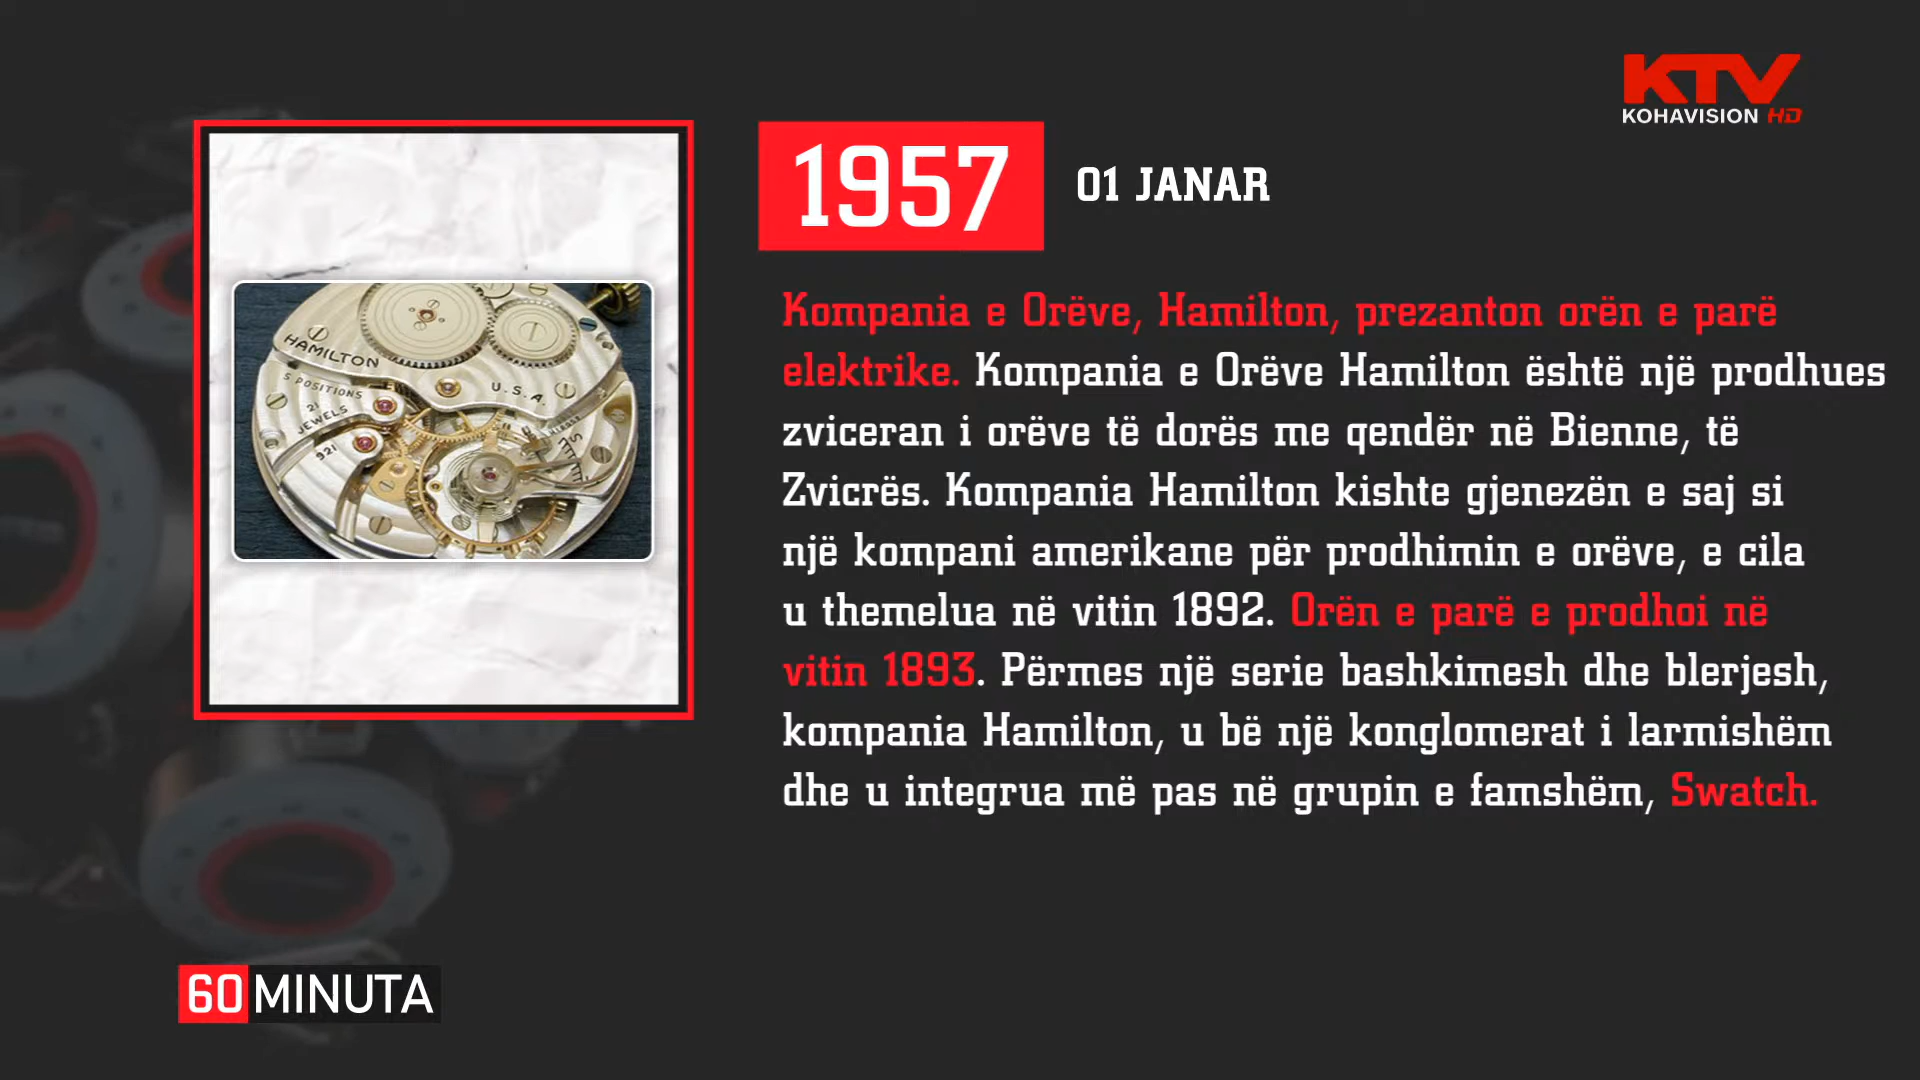 KTV
KOHAVISION HD
1957
01 JANAR
Kompania e Orëve, Hamilton, prezanton orën e parë
elektrike. Kompania e Orëve Hamilton është një prodhues
zviceran i orëve të dorës me qendër në Bienne, të
Zvicrës. Kompania Hamilton kishte gjenezën e saj si
një kompani amerikane për prodhimin e orëve, e cila
u themelua në vitin 1892. Orën e parë e prodhoi në
vitin 1893. Përmes një serie bashkimesh dhe blerjesh,
kompania Hamilton, u bë një konglomerat i larmishëm
dhe u integrua më pas në grupin e famshëm, Swatch.
HAMILTON
U.S.A.
5 POSITIONS
21
JEWELS
921
60 MINUTA